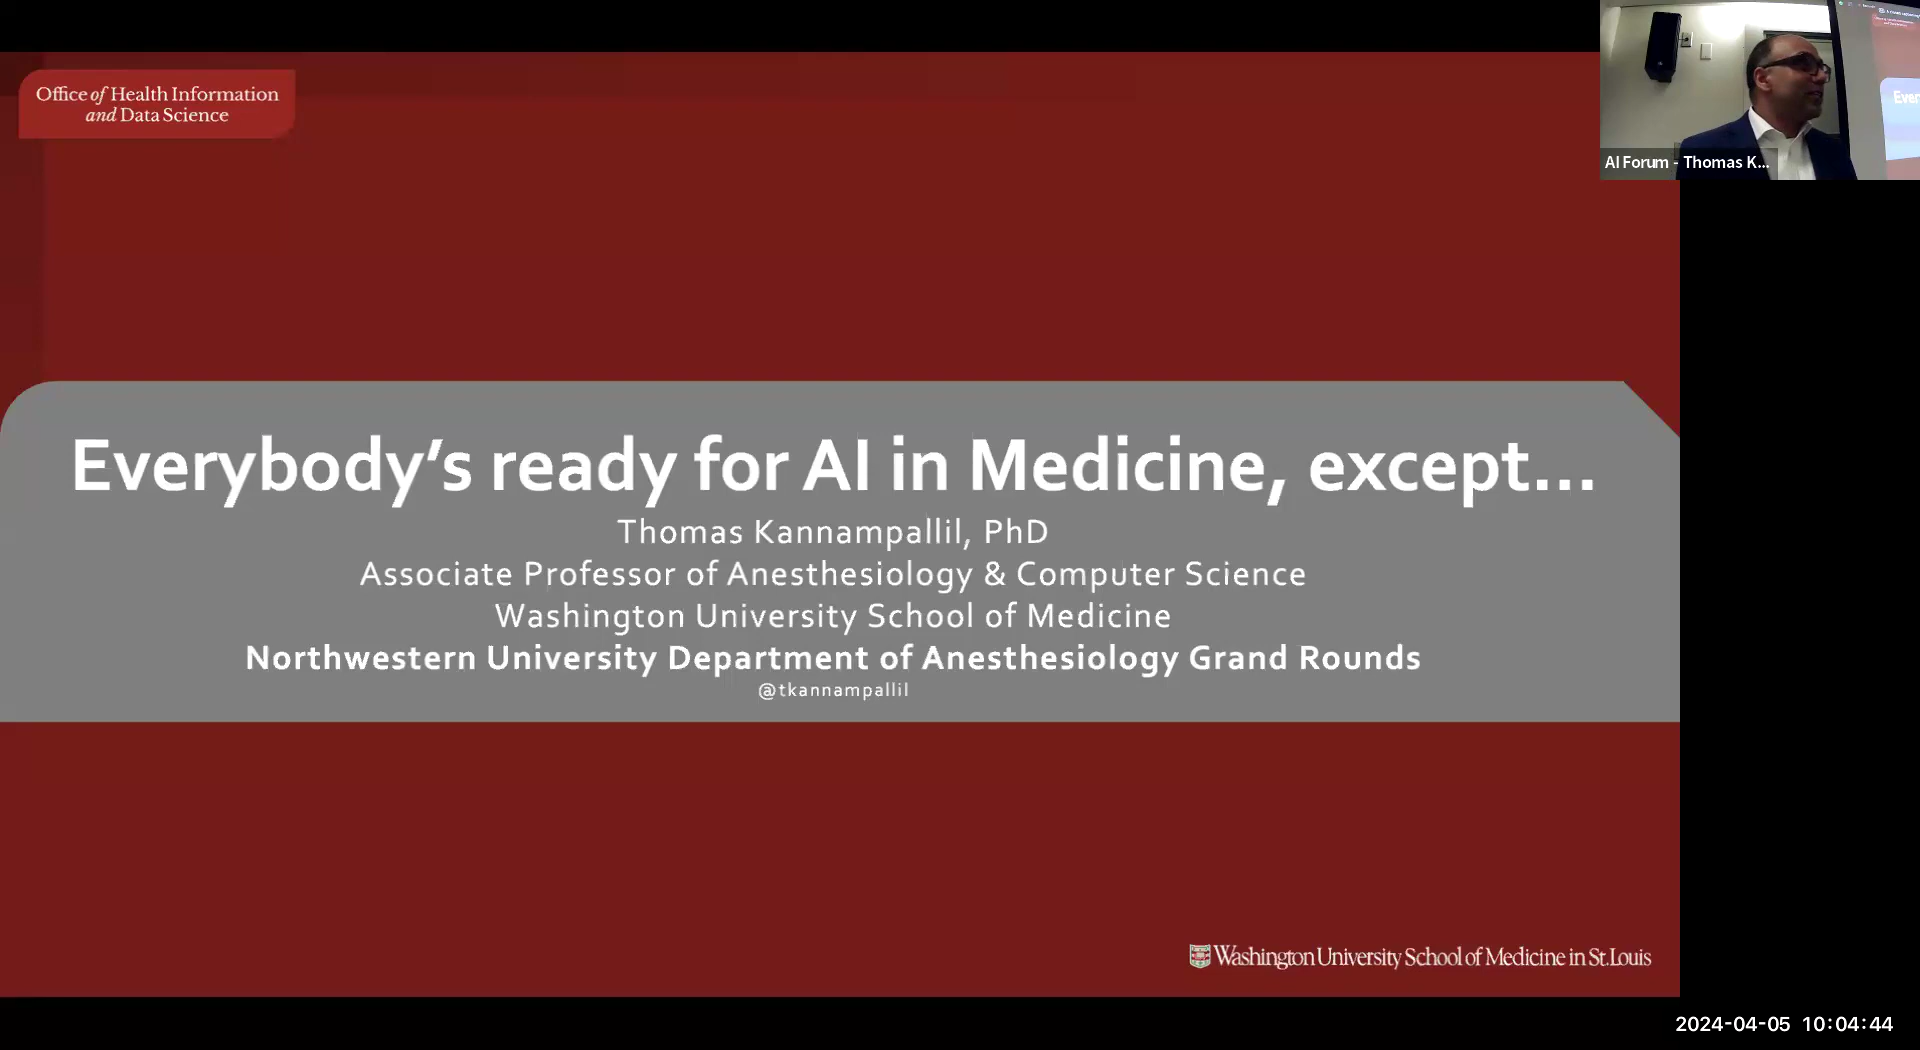 Office of Health Information
and Data Science
AI Forum - Thomas K...
Ever
Everybody's ready for AI in Medicine, except...
Thomas Kannampallil, PhD
Associate Professor of Anesthesiology & Computer Science
Washington University School of Medicine
Northwestern University Department of Anesthesiology Grand Rounds
@tkannampallil
Washington University School of Medicine in St. Louis
2024-04-05 10:04:44